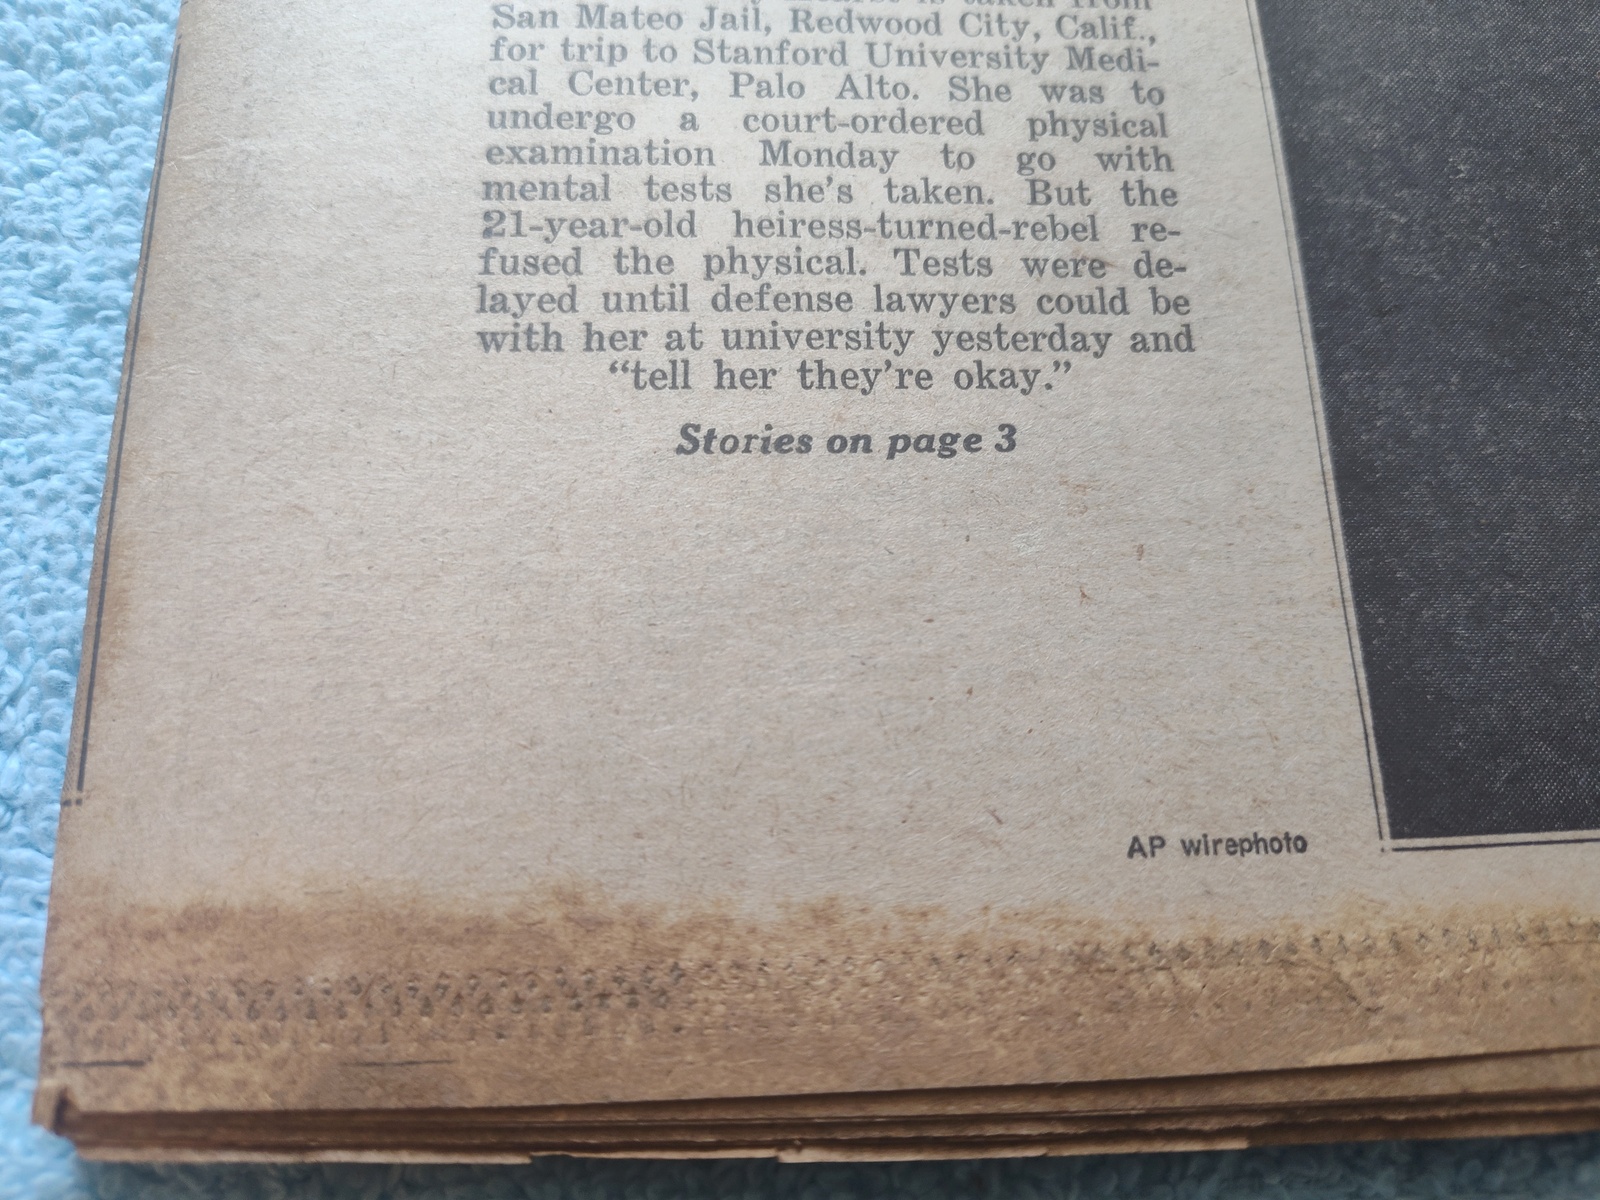 is taken from
San Mateo Jail, Redwood City, Calif.,
for trip to Stanford University Medi-
cal Center, Palo Alto. She was to
undergo a court-ordered physical
examination Monday to go with
mental tests she's taken. But the
21-year-old heiress-turned-rebel re-
fused the physical. Tests were de-
layed until defense lawyers could be
with her at university yesterday and
“tell her they're okay.”
Stories on page 3
AP wirephoto